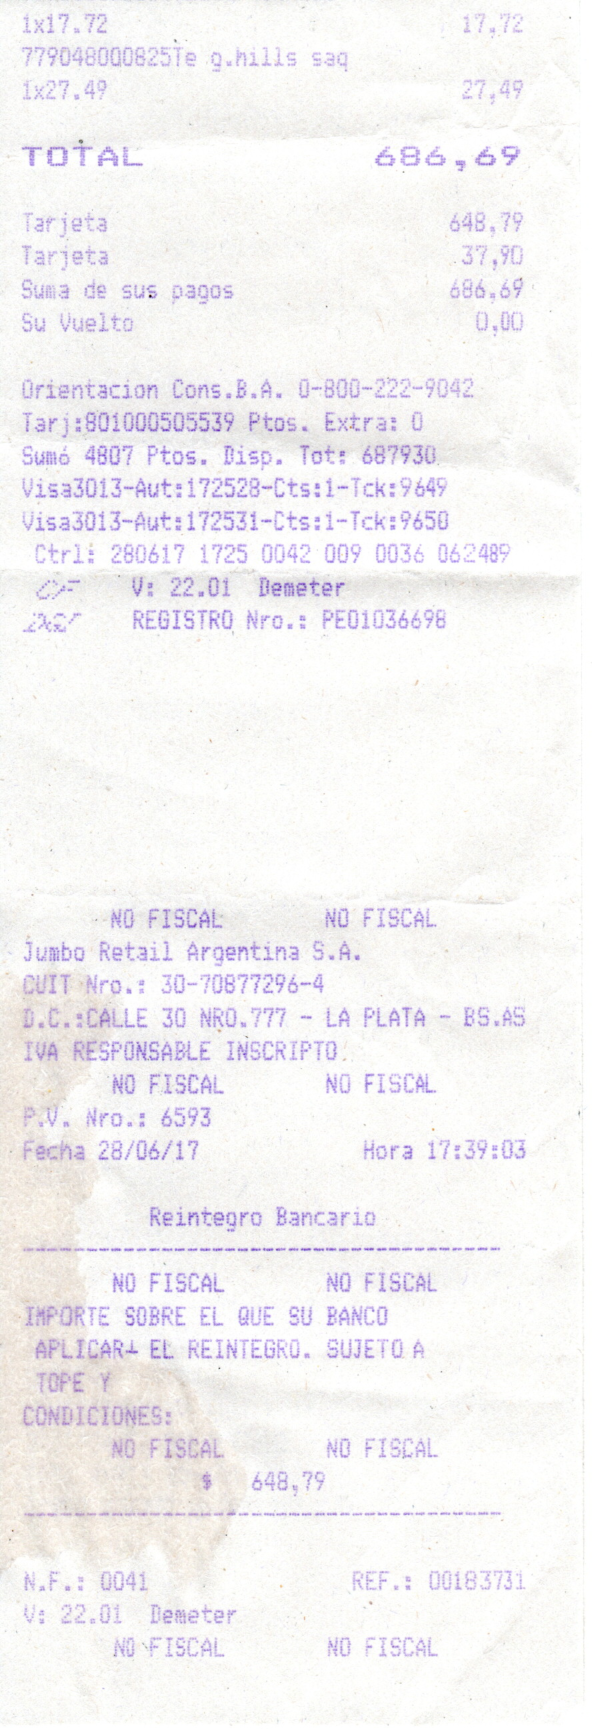 1x17.72 17,72
779048000825Te g.hills saq
1x27.49 27,49
TOTAL 686,69
Tarjeta 648,79
Tarjeta 37,90
Suma de sus pagos 686,69
Su Vuelto 0,00
Orientacion Cons.B.A. 0-800-222-9042
Tarj:801000505539 Ptos. Extra: 0
Sumó 4807 Ptos. Disp. Tot: 687930
Visa3013-Aut:172528-Cts:1-Tck:9649
Visa3013-Aut:172531-Cts:1-Tck:9650
Ctrl: 280617 1725 0042 009 0036 062489
V: 22.01 Demeter
REGISTRO Nro.: PEO1036698
NO FISCAL NO FISCAL
Jumbo Retail Argentina S.A.
CUIT Nro.: 30-70877296-4
D.C.:CALLE 30 NRO.777 - LA PLATA - BS.AS
IVA RESPONSABLE INSCRIPTO
NO FISCAL NO FISCAL
P.V. Nro.: 6593
Fecha 28/06/17 Hora 17:39:03
Reintegro Bancario
NO FISCAL NO FISCAL
IMPORTE SOBRE EL QUE SU BANCO
APLICAR┴ EL REINTEGRO. SUJETO A
TOPE Y
CONDICIONES:
NO FISCAL NO FISCAL
$ 648,79
N.F.: 0041 REF.: 00183731
V: 22.01 Demeter
NO FISCAL NO FISCAL